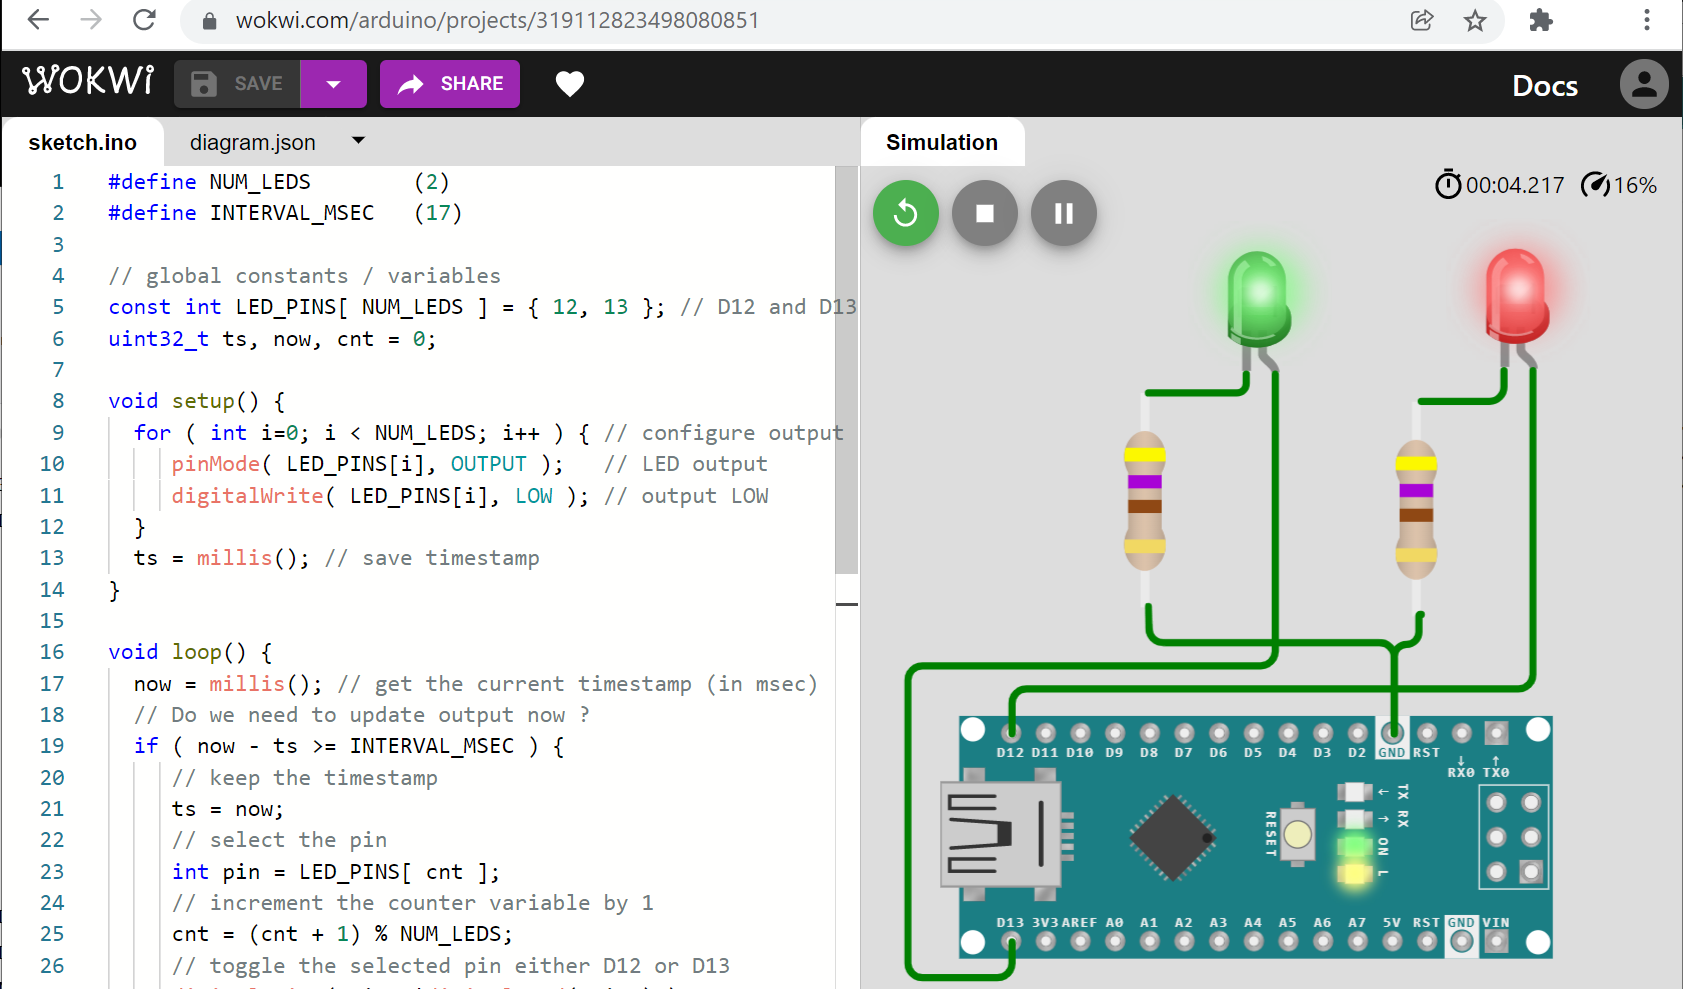 wokwi.com/arduino/projects/319112823498080851
WOKWi
SAVE
SHARE
Docs
sketch.ino
diagram.json
Simulation
00:04.217
16%
1 #define NUM_LEDS (2)
2 #define INTERVAL_MSEC (17)
3
4 // global constants / variables
5 const int LED_PINS[ NUM_LEDS ] = { 12, 13 }; // D12 and D13
6 uint32_t ts, now, cnt = 0;
7
8 void setup() {
9 for ( int i=0; i < NUM_LEDS; i++ ) { // configure output
10 pinMode( LED_PINS[i], OUTPUT ); // LED output
11 digitalWrite( LED_PINS[i], LOW ); // output LOW
12 }
13 ts = millis(); // save timestamp
14 }
15
16 void loop() {
17 now = millis(); // get the current timestamp (in msec)
18 // Do we need to update output now ?
19 if ( now - ts >= INTERVAL_MSEC ) {
20 // keep the timestamp
21 ts = now;
22 // select the pin
23 int pin = LED_PINS[ cnt ];
24 // increment the counter variable by 1
25 cnt = (cnt + 1) % NUM_LEDS;
26 // toggle the selected pin either D12 or D13
D12 D11 D10 D9 D8 D7 D6 D5 D4 D3 D2 GND RST
↓ ↑
RX0 TX0
← TX
→ RX
ON
L
RESET
D13 3V3 AREF A0 A1 A2 A3 A4 A5 A6 A7 5V RST GND VIN